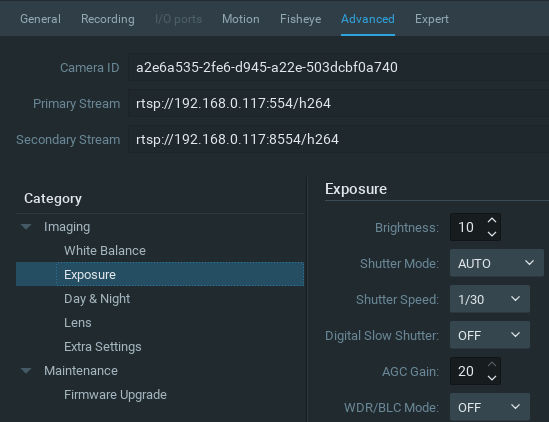 General Recording I/O ports Motion Fisheye Advanced Expert
Camera ID a2e6a535-2fe6-d945-a22e-503dcbf0a740
Primary Stream rtsp://192.168.0.117:554/h264
Secondary Stream rtsp://192.168.0.117:8554/h264
Category
Imaging
White Balance
Exposure
Day & Night
Lens
Extra Settings
Maintenance
Firmware Upgrade
Exposure
Brightness: 10
Shutter Mode: AUTO
Shutter Speed: 1/30
Digital Slow Shutter: OFF
AGC Gain: 20
WDR/BLC Mode: OFF